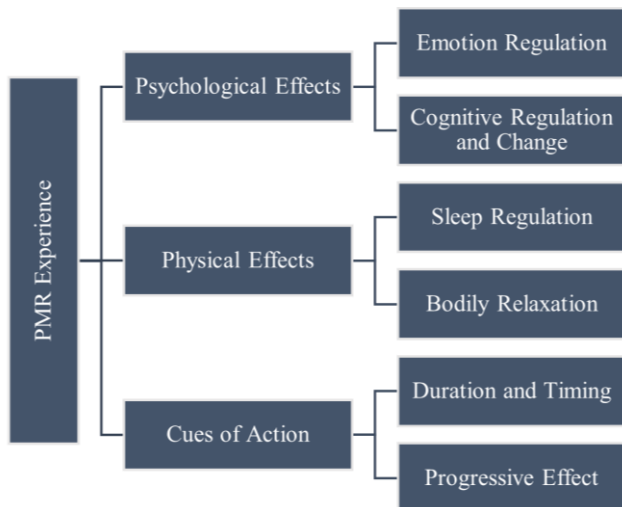 PMR Experience
Psychological Effects
Emotion Regulation
Cognitive Regulation
and Change
Physical Effects
Sleep Regulation
Bodily Relaxation
Cues of Action
Duration and Timing
Progressive Effect